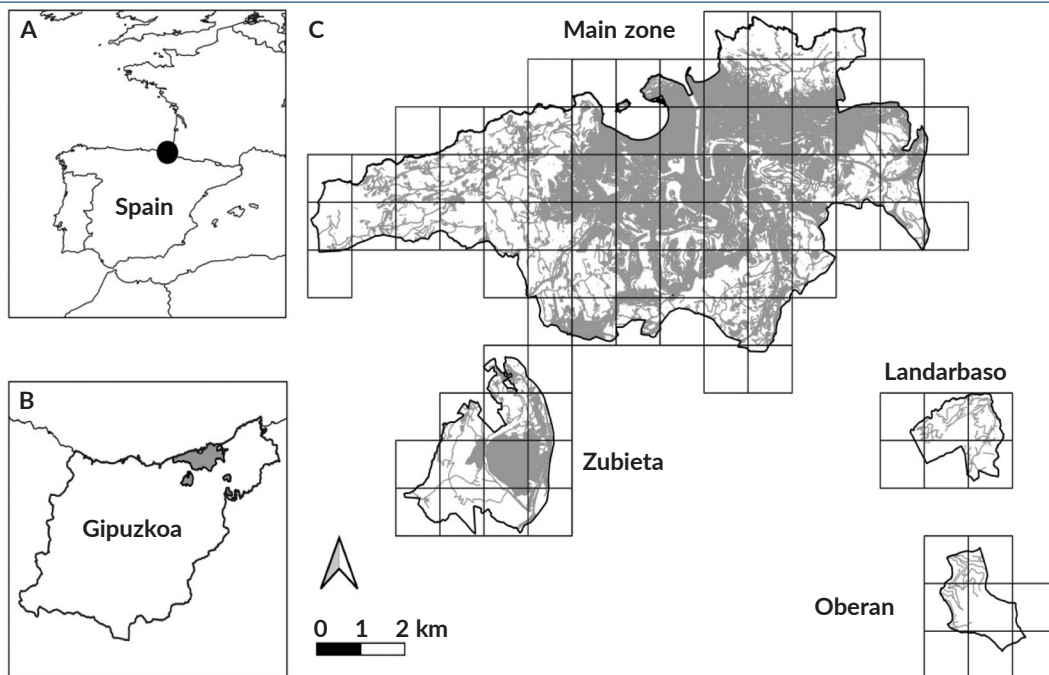 A
Spain
B
Gipuzkoa
C
Main zone
Landarbaso
Zubieta
Oberan
0 1 2 km